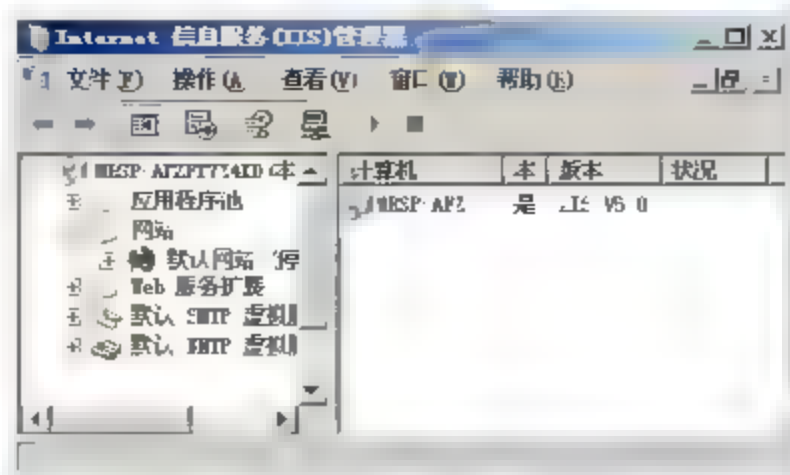 Internet 信息服务(IIS)管理器
文件(F) 操作(A) 查看(V) 窗口(W) 帮助(H)
(本
应用程序池
网站
默认网站 (停
Web 服务扩展
默认 SMTP 虚拟
默认 NNTP 虚拟
计算机 本 版本 状况
是 IIS V6.0